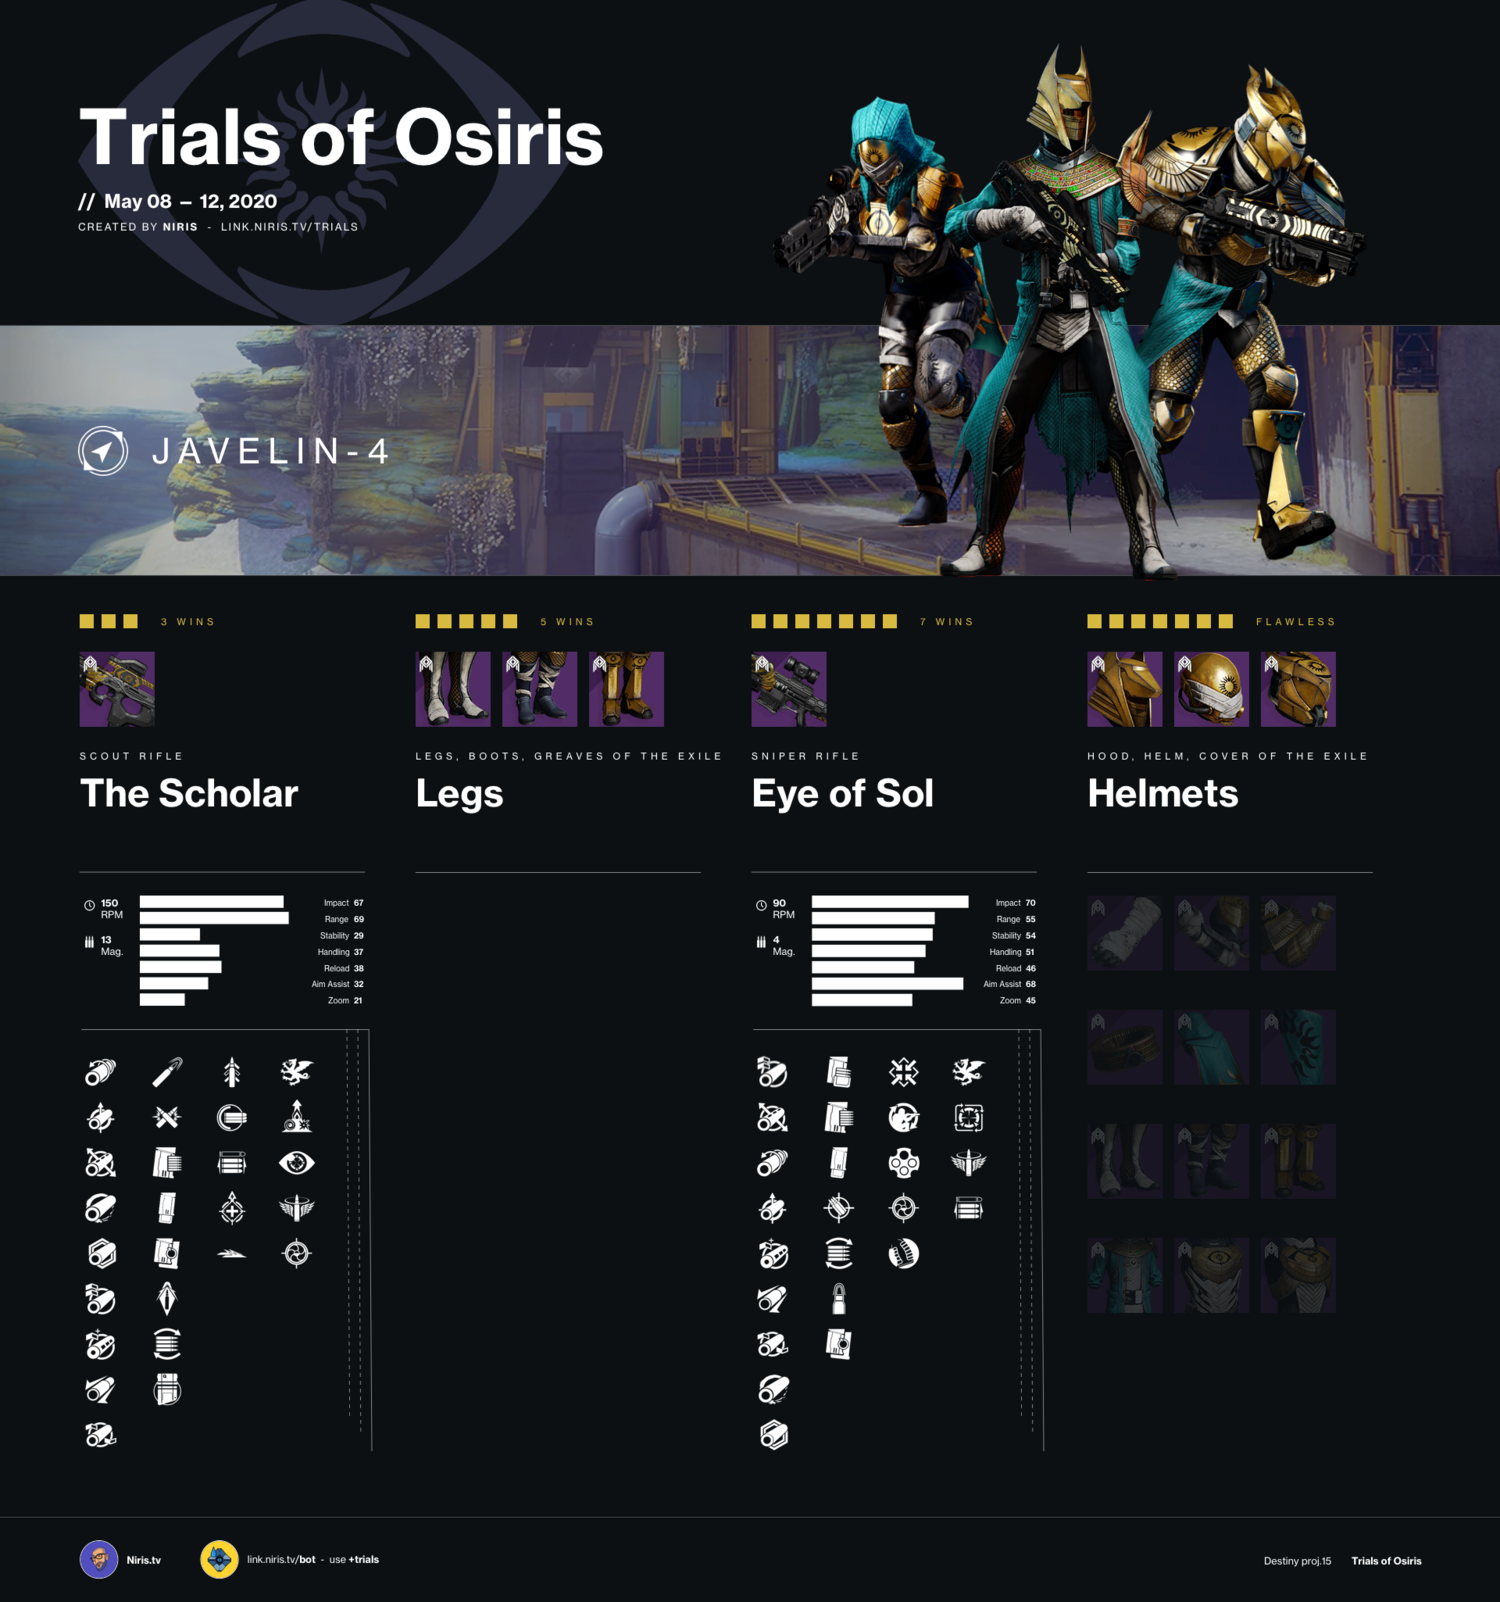 Trials of Osiris
// May 08 — 12, 2020
CREATED BY NIRIS - LINK.NIRIS.TV/TRIALS
JAVELIN-4
3 WINS
SCOUT RIFLE
The Scholar
150 RPM
13 Mag.
Impact 67
Range 69
Stability 29
Handling 37
Reload 38
Aim Assist 32
Zoom 21
5 WINS
LEGS, BOOTS, GREAVES OF THE EXILE
Legs
7 WINS
SNIPER RIFLE
Eye of Sol
90 RPM
4 Mag.
Impact 70
Range 55
Stability 54
Handling 51
Reload 46
Aim Assist 68
Zoom 45
FLAWLESS
HOOD, HELM, COVER OF THE EXILE
Helmets
Niris.tv
link.niris.tv/bot - use +trials
Destiny proj.15
Trials of Osiris